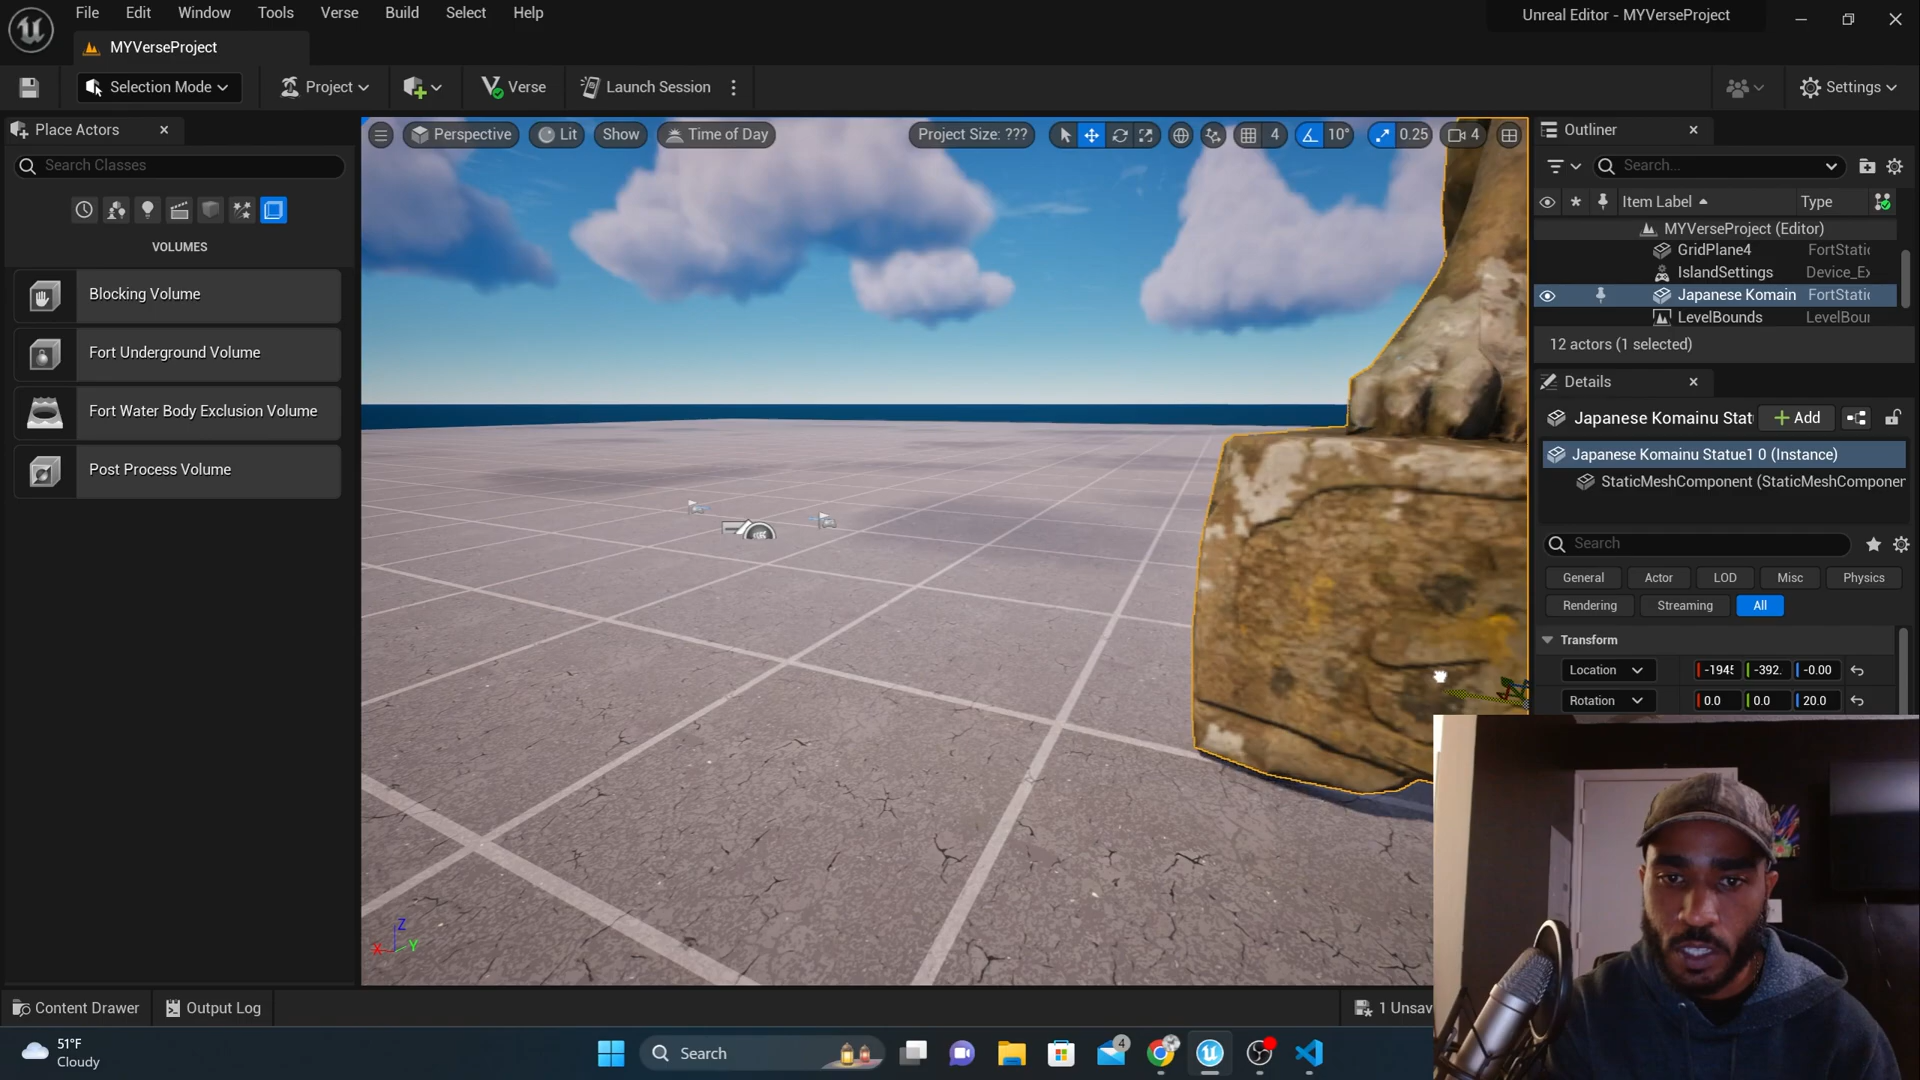 File Edit Window Tools Verse Build Select Help
Unreal Editor - MYVerseProject
MYVerseProject
Selection Mode
Project
Verse
Launch Session
Settings
Place Actors
Search Classes
VOLUMES
Blocking Volume
Fort Underground Volume
Fort Water Body Exclusion Volume
Post Process Volume
Perspective
Lit
Show
Time of Day
Project Size: ???
4
10°
0.25
4
Z
X
Y
Outliner
Search...
Item Label
Type
MYVerseProject (Editor)
GridPlane4 FortStatic
IslandSettings Device_Ex
Japanese Komain FortStatic
LevelBounds LevelBoun
12 actors (1 selected)
Details
Japanese Komainu Stat
Add
Japanese Komainu Statue1 0 (Instance)
StaticMeshComponent (StaticMeshComponen
Search
General Actor LOD Misc Physics
Rendering Streaming All
Transform
Location -1945 -392. -0.00
Rotation 0.0 0.0 20.0
Content Drawer
Output Log
1 Unsav
51°F
Cloudy
Search
4